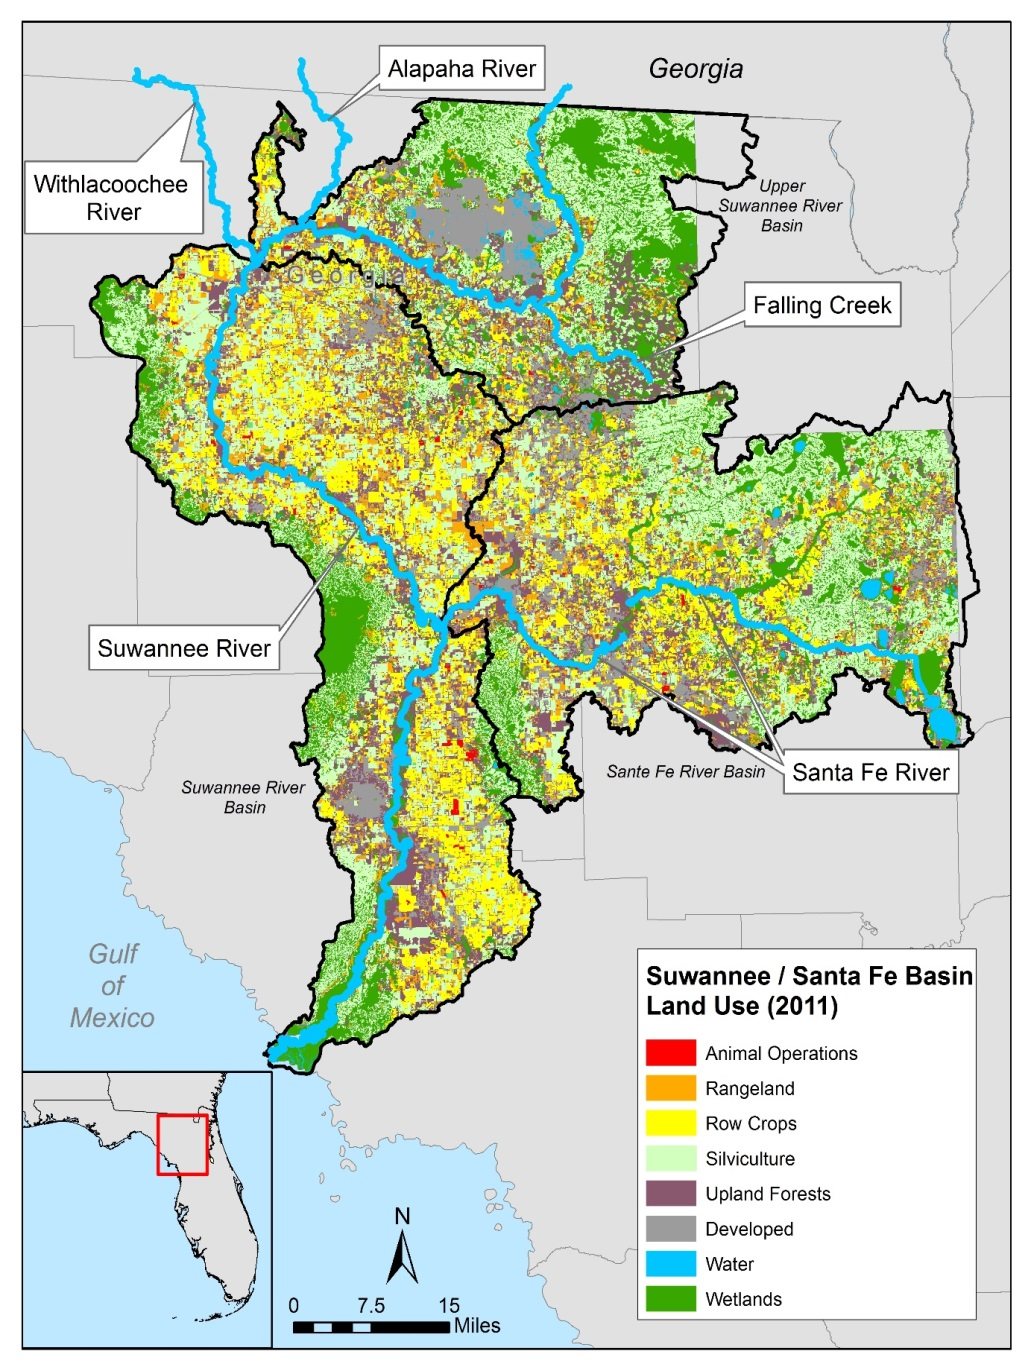 Alapaha River
Georgia
Withlacoochee
River
Upper
Suwannee River
Basin
Georgia
Falling Creek
Suwannee River
Suwannee River
Basin
Sante Fe River Basin
Santa Fe River
Gulf
of
Mexico
Suwannee / Santa Fe Basin
Land Use (2011)
Animal Operations
Rangeland
Row Crops
Silviculture
Upland Forests
Developed
Water
Wetlands
N
0 7.5 15
Miles